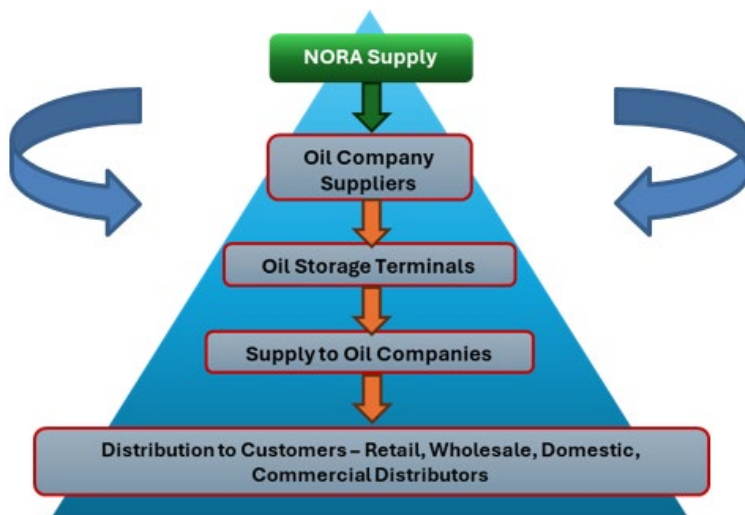 NORA Supply
Oil Company
Suppliers
Oil Storage Terminals
Supply to Oil Companies
Distribution to Customers – Retail, Wholesale, Domestic,
Commercial Distributors